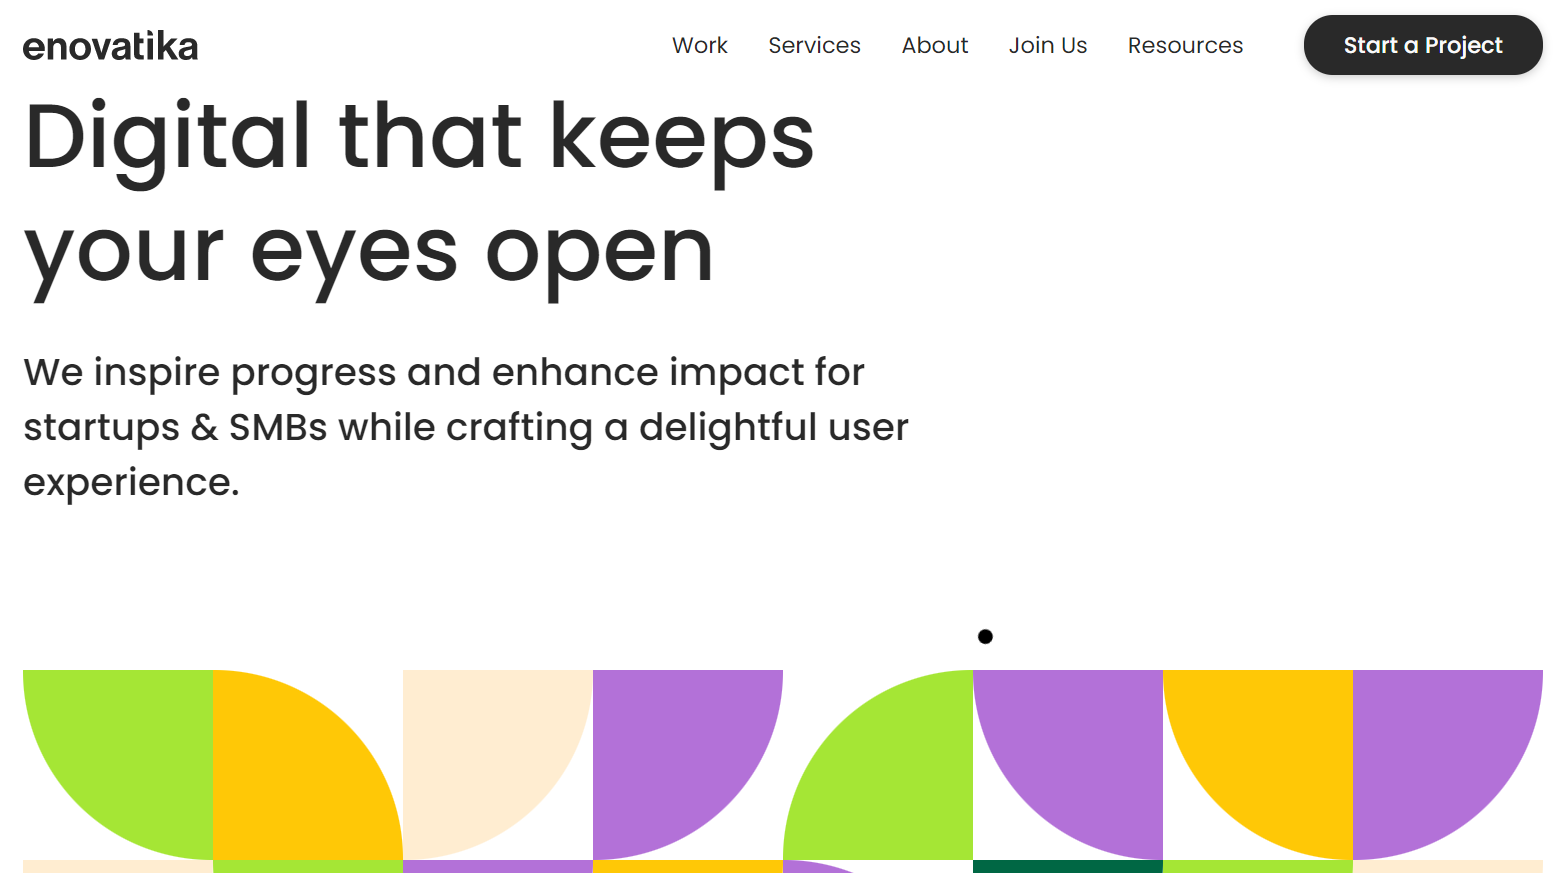 enovatika
Work Services About Join Us Resources Start a Project
Digital that keeps
your eyes open
We inspire progress and enhance impact for
startups & SMBs while crafting a delightful user
experience.